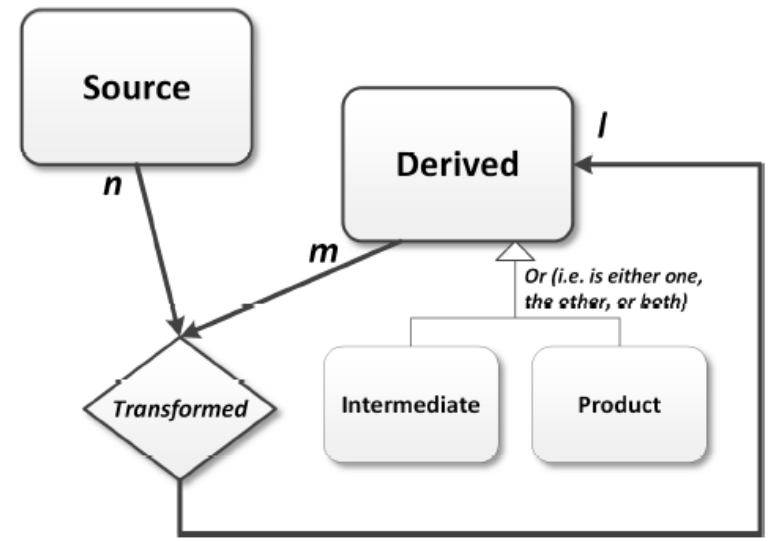 Source
Derived
l
n
m
Or (i.e. is either one,
the other, or both)
Transformed
Intermediate
Product